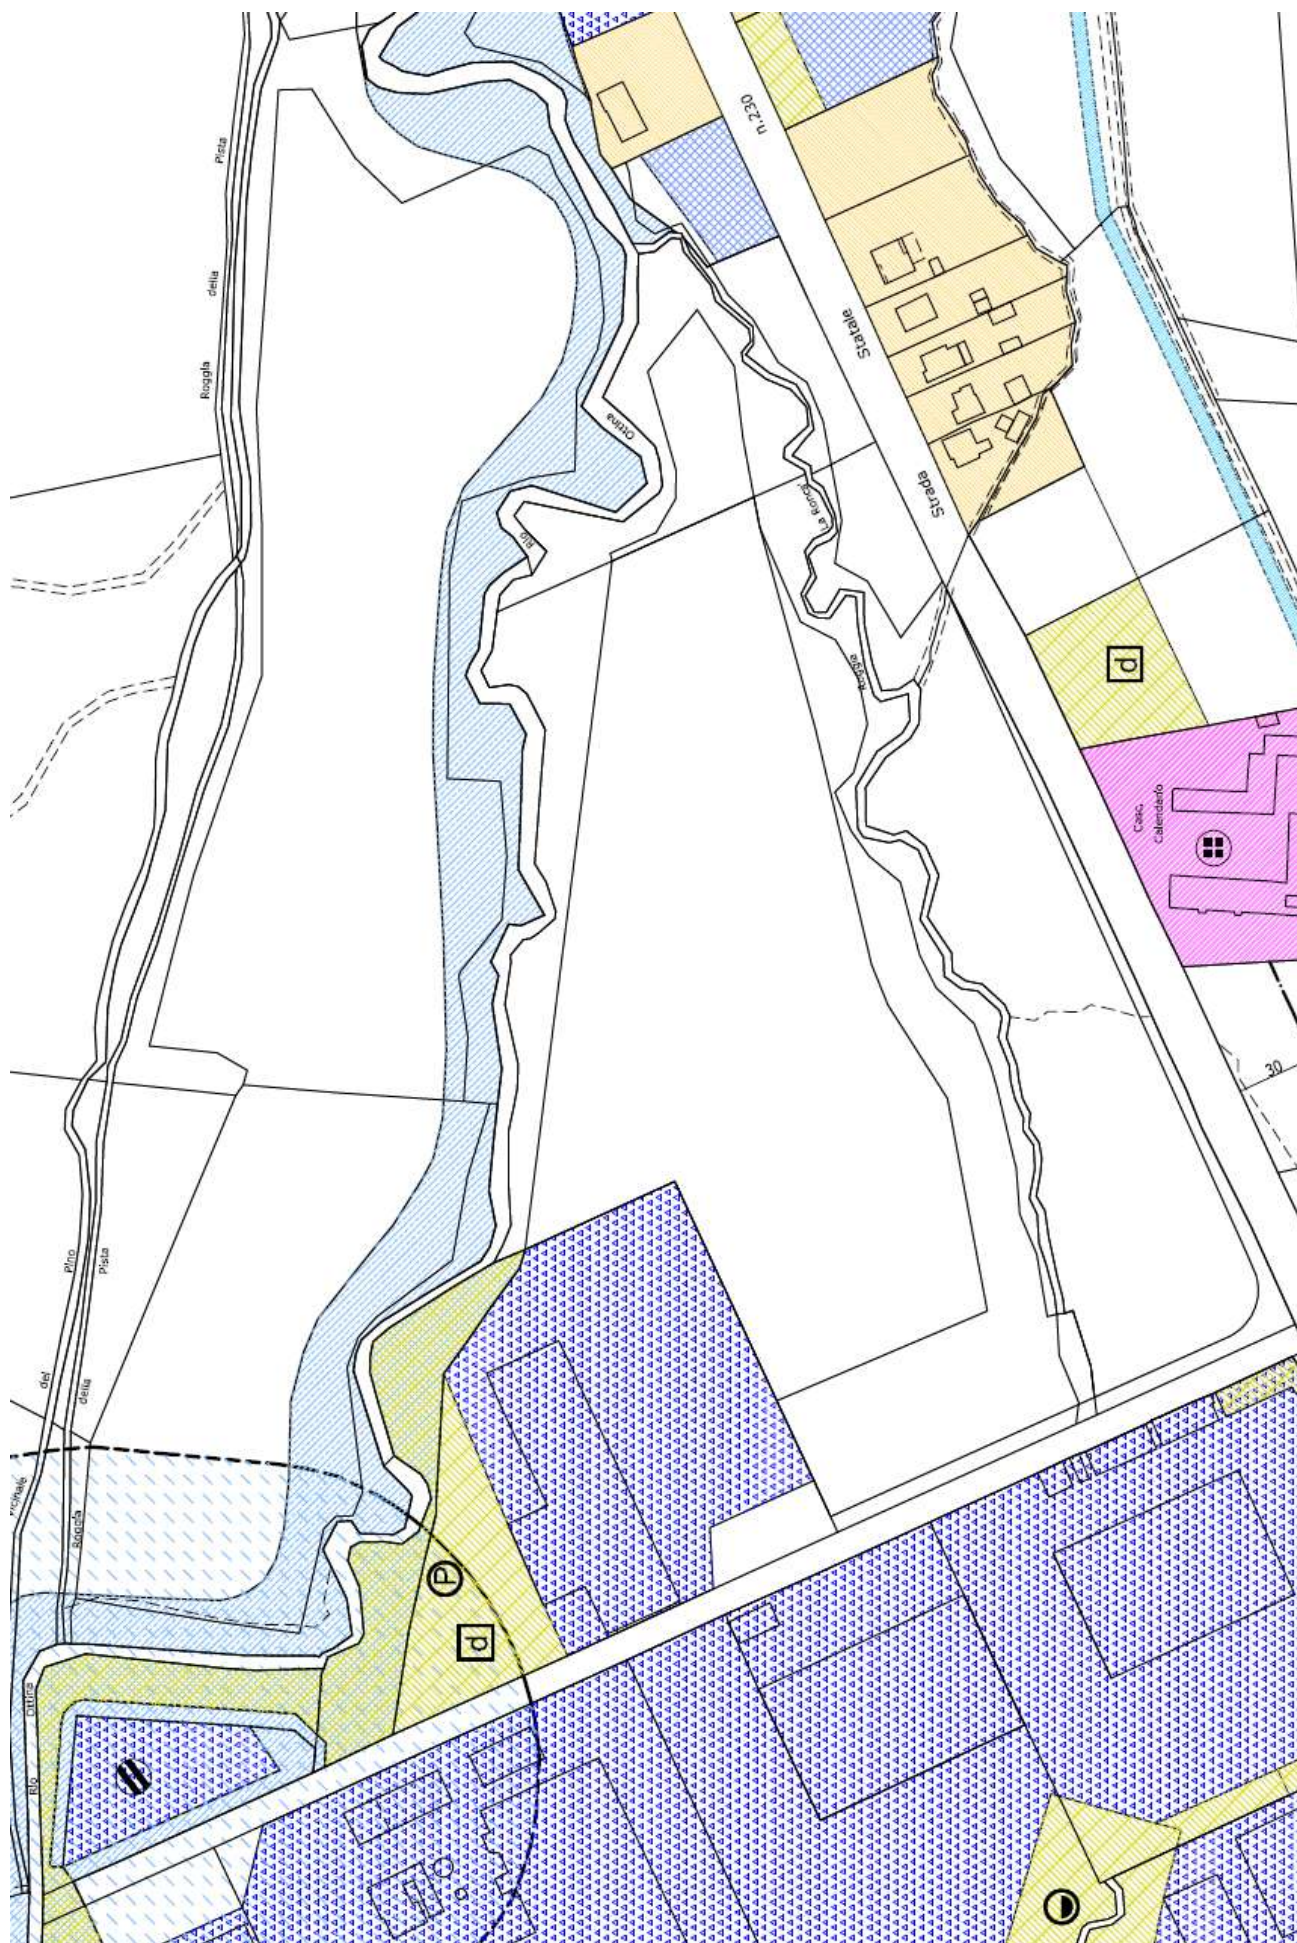 Pista
della
Roggia
n.230
Statale
Strada
Ottina
Rio
La Ronca'
Roggia
d
Casc.
Calendario
30
Pino
Pista
del
della
Roggia
P
d
Ottina
Rio